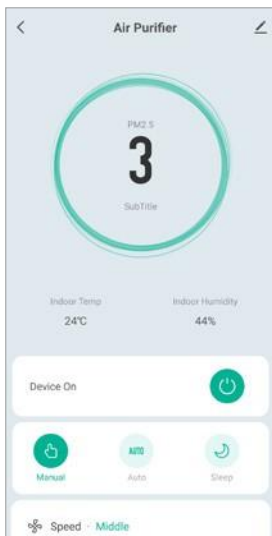 Air Purifier
PM2.5
3
SubTitle
Indoor Temp Indoor Humidity
24℃ 44%
Device On
AUTO
Manual Auto Sleep
Speed · Middle